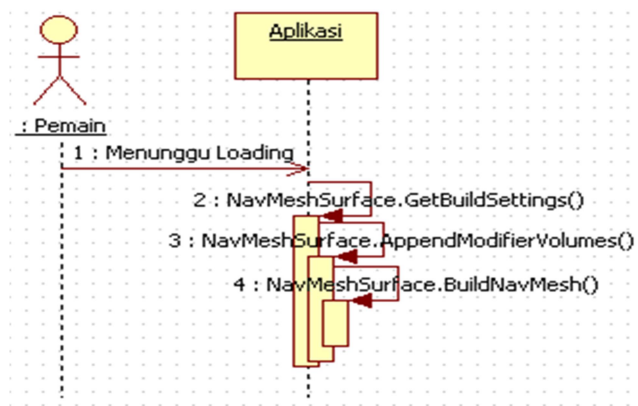 Aplikasi
: Pemain
1 : Menunggu Loading
2 : NavMeshSurface.GetBuildSettings()
3 : NavMeshSurface.AppendModifierVolumes()
4 : NavMeshSurface.BuildNavMesh()